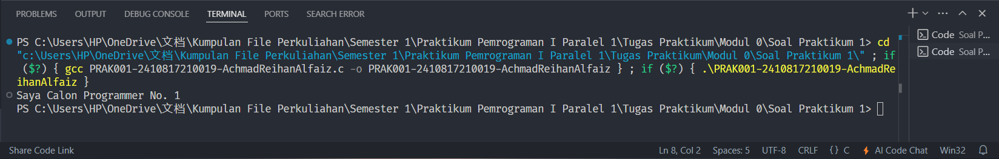 PROBLEMS OUTPUT DEBUG CONSOLE TERMINAL PORTS SEARCH ERROR
PS C:\Users\HP\OneDrive\文档\Kumpulan File Perkuliahan\Semester 1\Praktikum Pemrograman I Paralel 1\Tugas Praktikum\Modul 0\Soal Praktikum 1> cd
"c:\Users\HP\OneDrive\文档\Kumpulan File Perkuliahan\Semester 1\Praktikum Pemrograman I Paralel 1\Tugas Praktikum\Modul 0\Soal Praktikum 1\" ; if
($?) { gcc PRAK001-2410817210019-AchmadReihanAlfaiz.c -o PRAK001-2410817210019-AchmadReihanAlfaiz } ; if ($?) { .\PRAK001-2410817210019-AchmadRe
ihanAlfaiz }
Saya Calon Programmer No. 1
PS C:\Users\HP\OneDrive\文档\Kumpulan File Perkuliahan\Semester 1\Praktikum Pemrograman I Paralel 1\Tugas Praktikum\Modul 0\Soal Praktikum 1>
Code Soal P...
Code Soal P...
Share Code Link Ln 8, Col 2 Spaces: 5 UTF-8 CRLF {} C AI Code Chat Win32